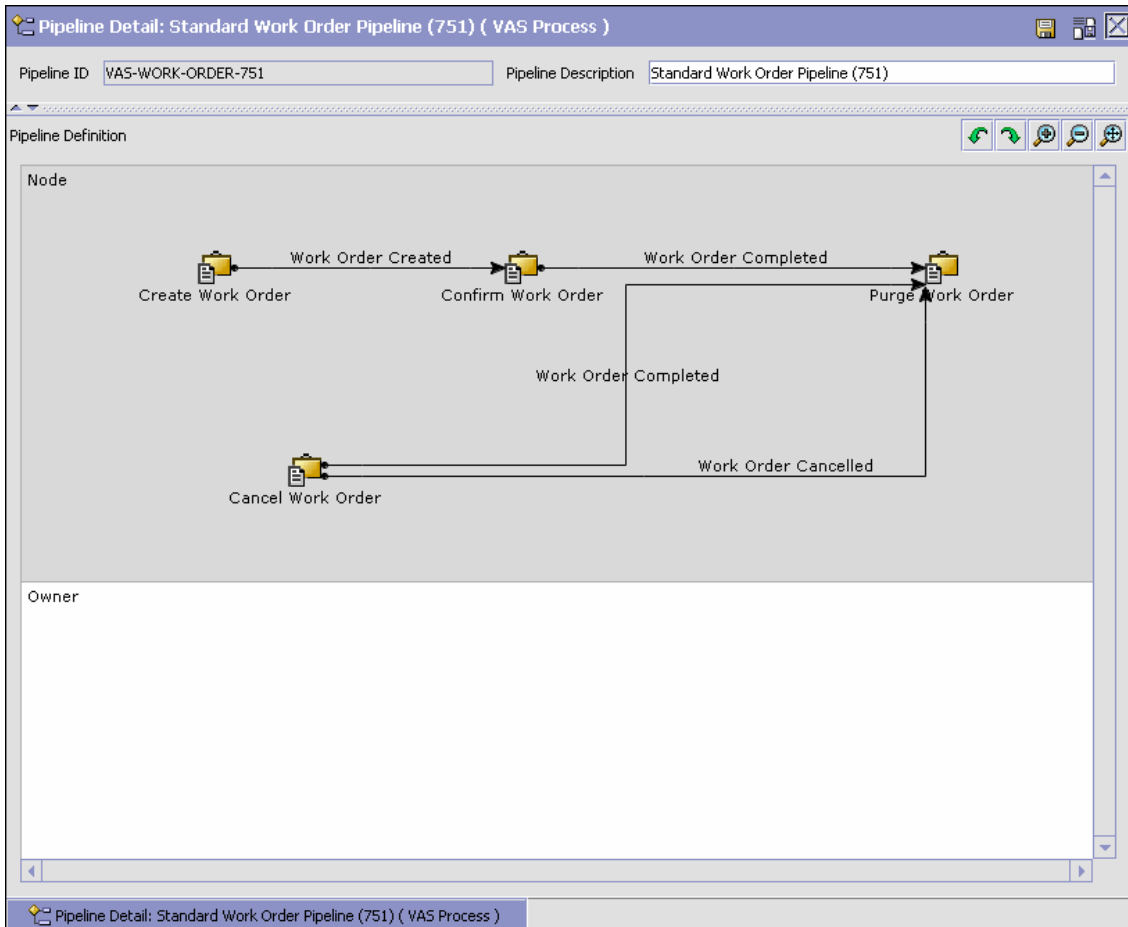 Pipeline Detail: Standard Work Order Pipeline (751) ( VAS Process )
Pipeline ID VAS-WORK-ORDER-751 Pipeline Description Standard Work Order Pipeline (751)
Pipeline Definition
Node
Work Order Created Work Order Completed
Create Work Order Confirm Work Order Purge Work Order
Work Order Completed
Work Order Cancelled
Cancel Work Order
Owner
Pipeline Detail: Standard Work Order Pipeline (751) ( VAS Process )